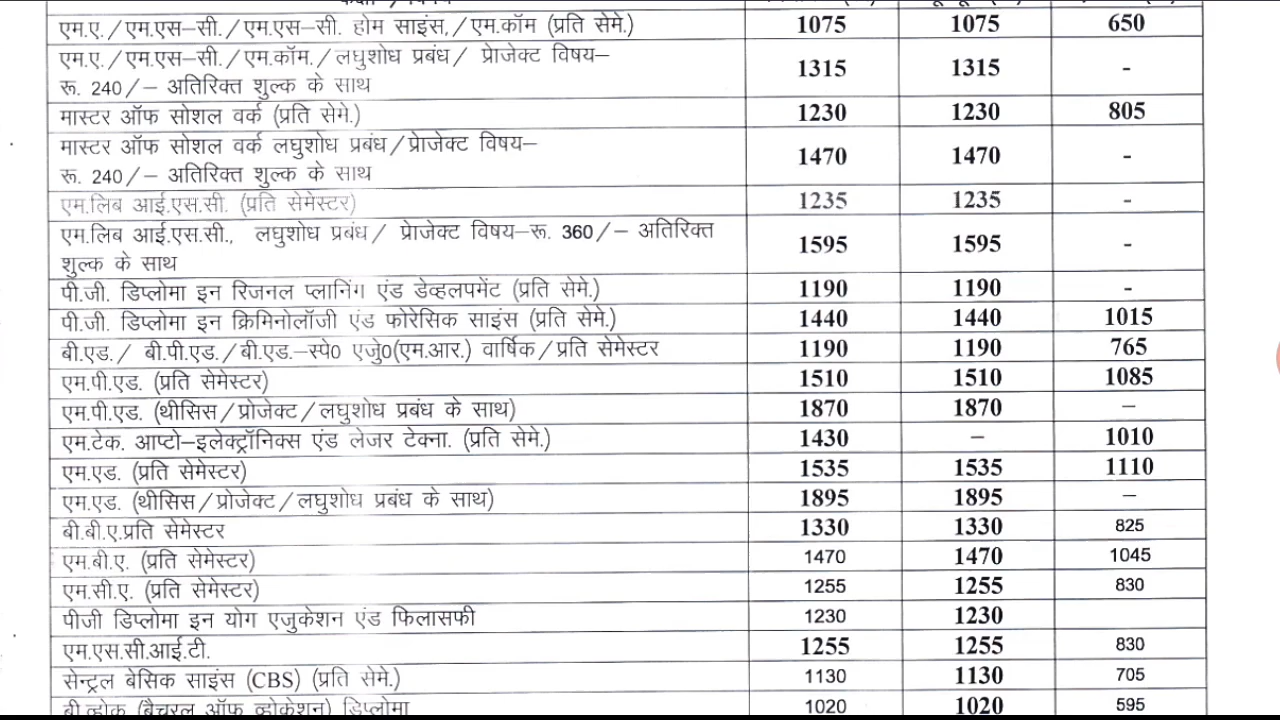 एम.ए./एम.एस–सी./एम.एस–सी. होम साइंस,/एम.कॉम (प्रति सेमे.) 1075 1075 650
एम.ए./एम.एस–सी./एम.कॉम./लघुशोध प्रबंध/ प्रोजेक्ट विषय–
रू. 240/– अतिरिक्त शुल्क के साथ 1315 1315 -
मास्टर ऑफ सोशल वर्क (प्रति सेमे.) 1230 1230 805
मास्टर ऑफ सोशल वर्क लघुशोध प्रबंध/प्रोजेक्ट विषय–
रू. 240/– अतिरिक्त शुल्क के साथ 1470 1470 -
एम.लिब आई.एस.सी. (प्रति सेमेस्टर) 1235 1235 -
एम.लिब आई.एस.सी., लघुशोध प्रबंध/ प्रोजेक्ट विषय–रू. 360/– अतिरिक्त
शुल्क के साथ 1595 1595 -
पी.जी. डिप्लोमा इन रिजनल प्लानिंग एंड डेव्हलपमेंट (प्रति सेमे.) 1190 1190 -
पी.जी. डिप्लोमा इन क्रिमिनोलॉजी एंड फोरेसिक साइंस (प्रति सेमे.) 1440 1440 1015
बी.एड./ बी.पी.एड./बी.एड.–स्पे0 एजु0(एम.आर.) वार्षिक/प्रति सेमेस्टर 1190 1190 765
एम.पी.एड. (प्रति सेमेस्टर) 1510 1510 1085
एम.पी.एड. (थीसिस/प्रोजेक्ट/लघुशोध प्रबंध के साथ) 1870 1870 –
एम.टेक. आप्टो–इलेक्ट्रॉनिक्स एंड लेजर टेक्ना. (प्रति सेमे.) 1430 – 1010
एम.एड. (प्रति सेमेस्टर) 1535 1535 1110
एम.एड. (थीसिस/प्रोजेक्ट/लघुशोध प्रबंध के साथ) 1895 1895 –
बी.बी.ए.प्रति सेमेस्टर 1330 1330 825
एम.बी.ए. (प्रति सेमेस्टर) 1470 1470 1045
एम.सी.ए. (प्रति सेमेस्टर) 1255 1255 830
पीजी डिप्लोमा इन योग एजुकेशन एंड फिलासफी 1230 1230
एम.एस.सी.आई.टी. 1255 1255 830
सेन्ट्रल बेसिक साइंस (CBS) (प्रति सेमे.) 1130 1130 705
बी.व्होक (बैचरल ऑफ व्होकेशन) डिप्लोमा 1020 1020 595